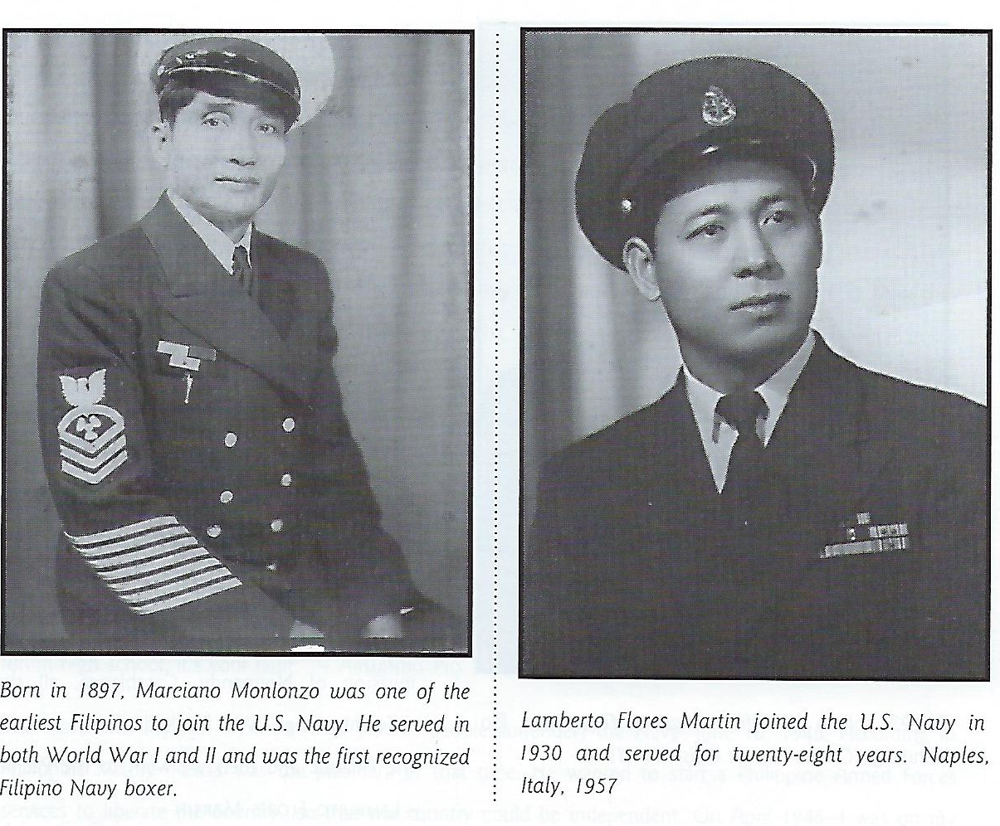 Born in 1897, Marciano Monlonzo was one of the
earliest Filipinos to join the U.S. Navy. He served in
both World War I and II and was the first recognized
Filipino Navy boxer.
Lamberto Flores Martin joined the U.S. Navy in
1930 and served for twenty-eight years. Naples,
Italy, 1957